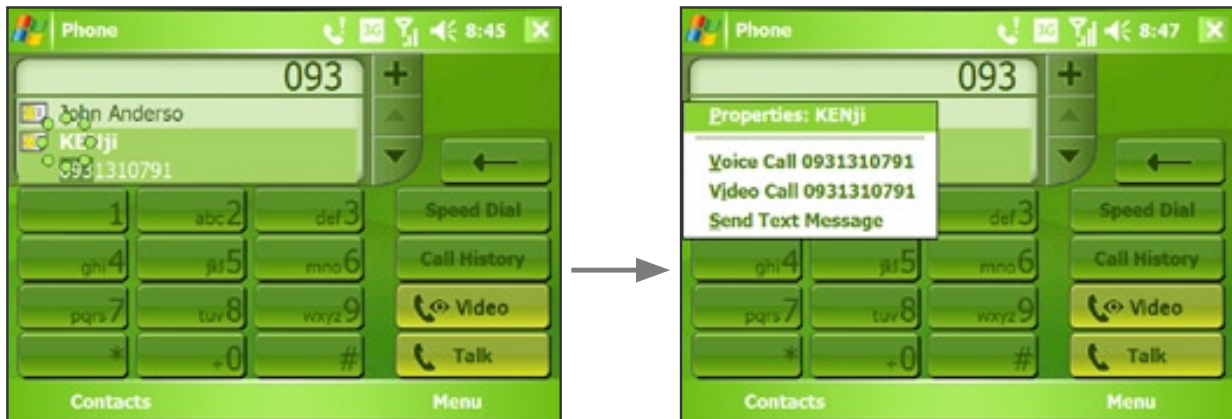 Phone 3G 8:45
093
John Anderso
KENji
0931310791
1 abc2 def3 Speed Dial
ghi4 jkl5 mno6 Call History
pqrs7 tuv8 wxyz9 Video
* +0 # Talk
Contacts Menu
Phone 3G 8:47
093
Properties: KENji
Voice Call 0931310791
Video Call 0931310791
Send Text Message
def3 Speed Dial
ghi4 jkl5 mno6 Call History
pqrs7 tuv8 wxyz9 Video
* +0 # Talk
Contacts Menu